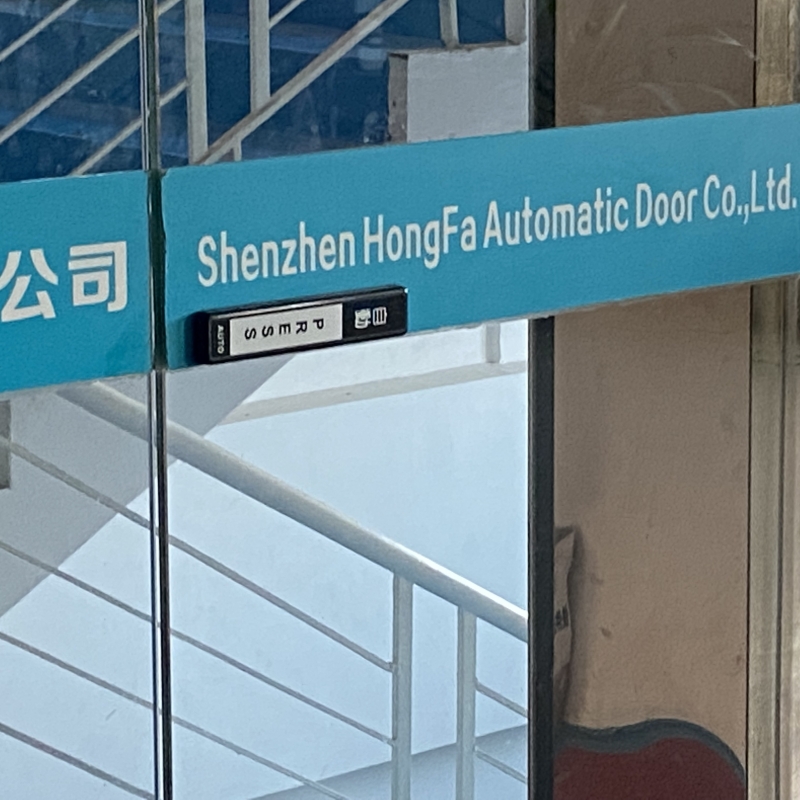 公司
Shenzhen HongFa Automatic Door Co.,Ltd.
PRESS
AUTO